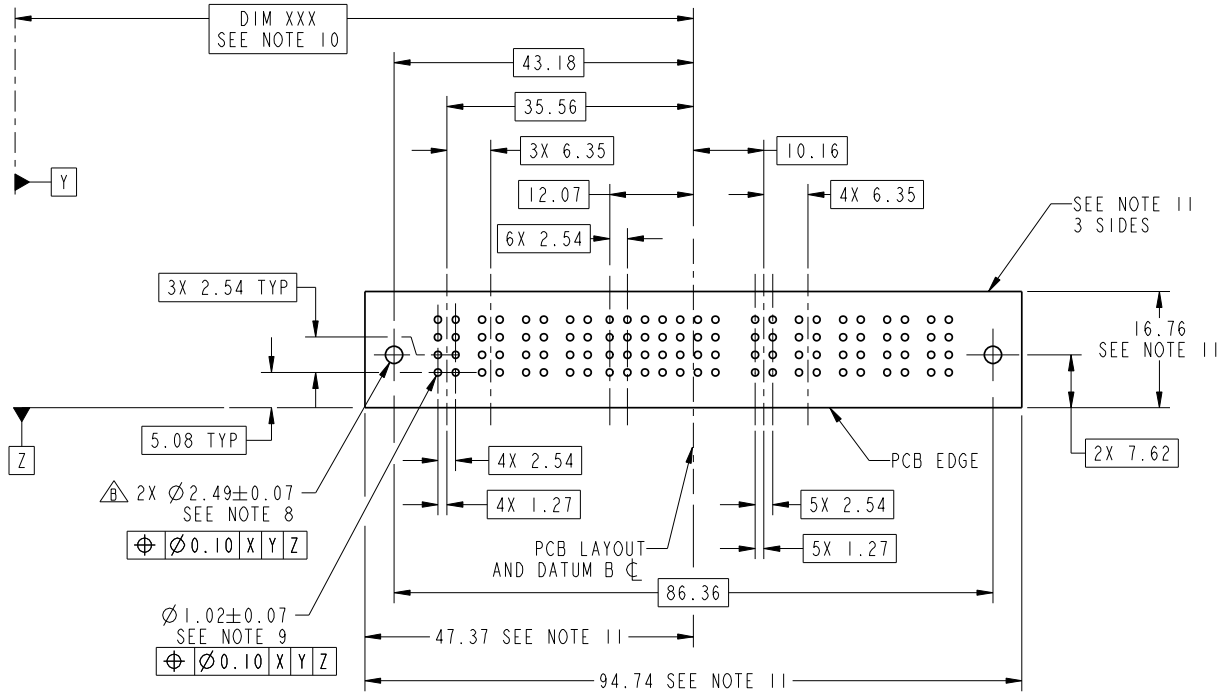 DIM XXX
SEE NOTE 10
43.18
35.56
3X 6.35
10.16
Y
12.07
4X 6.35
SEE NOTE 11
3 SIDES
6X 2.54
3X 2.54 TYP
16.76
SEE NOTE 11
5.08 TYP
Z
4X 2.54
PCB EDGE
2X 7.62
B 2X Ø2.49±0.07
SEE NOTE 8
4X 1.27
5X 2.54
⌖ Ø0.10 X Y Z
PCB LAYOUT
AND DATUM B ℄
5X 1.27
86.36
Ø1.02±0.07
SEE NOTE 9
47.37 SEE NOTE 11
⌖ Ø0.10 X Y Z
94.74 SEE NOTE 11